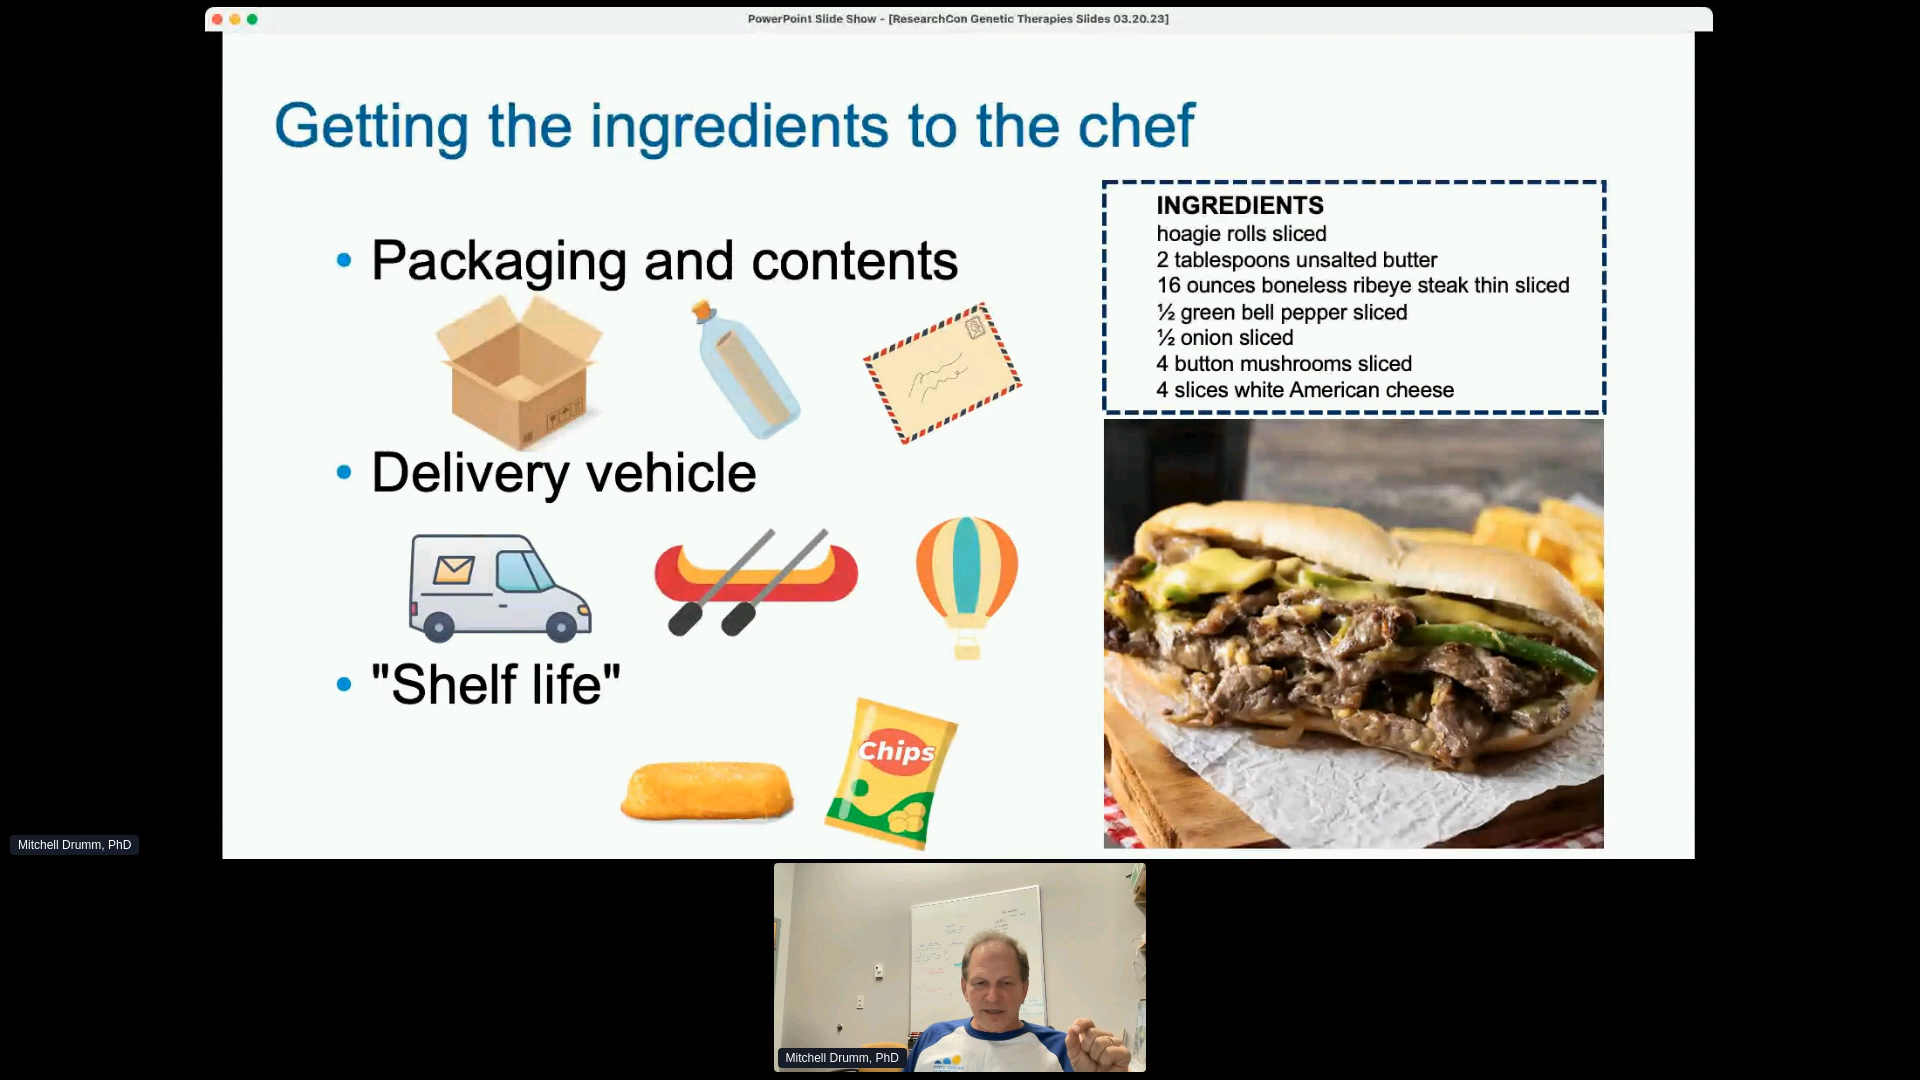 PowerPoint Slide Show - [ResearchCon Genetic Therapies Slides 03.20.23]
Getting the ingredients to the chef
• Packaging and contents
• Delivery vehicle
• "Shelf life"
Chips
INGREDIENTS
hoagie rolls sliced
2 tablespoons unsalted butter
16 ounces boneless ribeye steak thin sliced
½ green bell pepper sliced
½ onion sliced
4 button mushrooms sliced
4 slices white American cheese
Mitchell Drumm, PhD
Mitchell Drumm, PhD